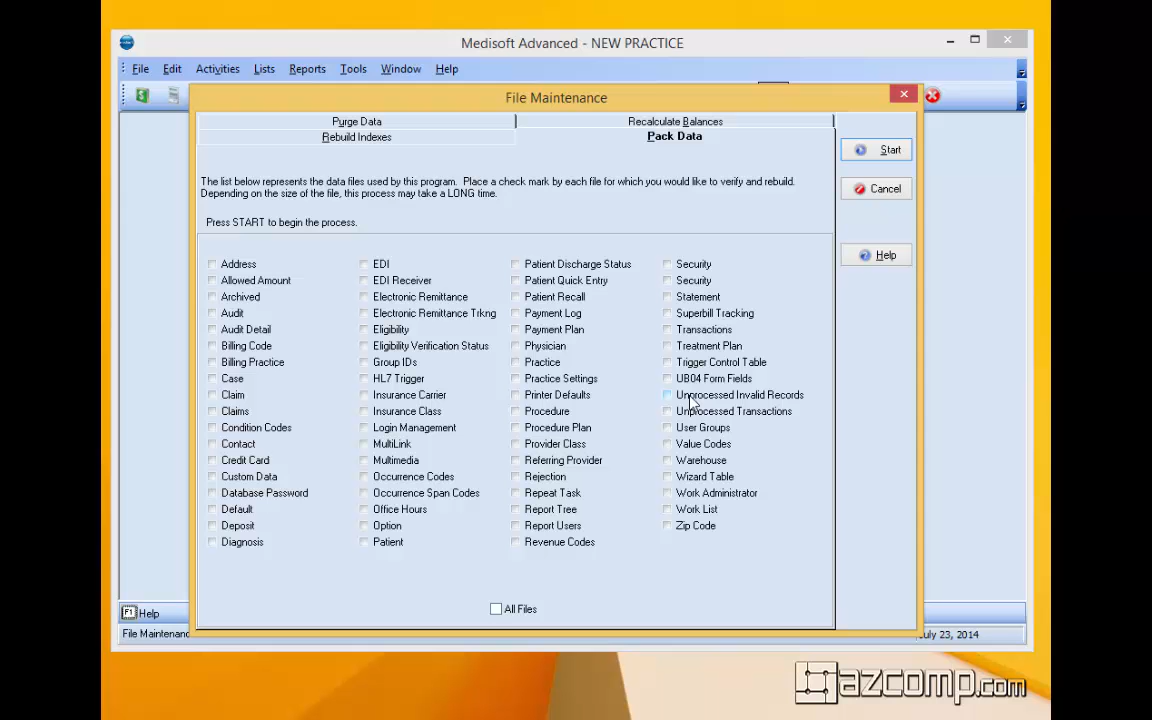 Medisoft Advanced - NEW PRACTICE
File Edit Activities Lists Reports Tools Window Help
File Maintenance
Purge Data
Recalculate Balances
Rebuild Indexes
Pack Data
The list below represents the data files used by this program. Place a check mark by each file for which you would like to verify and rebuild.
Depending on the size of the file, this process may take a LONG time.
Press START to begin the process.
Start
Cancel
Help
Address
Allowed Amount
Archived
Audit
Audit Detail
Billing Code
Billing Practice
Case
Claim
Claims
Condition Codes
Contact
Credit Card
Custom Data
Database Password
Default
Deposit
Diagnosis
EDI
EDI Receiver
Electronic Remittance
Electronic Remittance Trkng
Eligibility
Eligibility Verification Status
Group IDs
HL7 Trigger
Insurance Carrier
Insurance Class
Login Management
MultiLink
Multimedia
Occurrence Codes
Occurrence Span Codes
Office Hours
Option
Patient
Patient Discharge Status
Patient Quick Entry
Patient Recall
Payment Log
Payment Plan
Physician
Practice
Practice Settings
Printer Defaults
Procedure
Procedure Plan
Provider Class
Referring Provider
Rejection
Repeat Task
Report Tree
Report Users
Revenue Codes
Security
Security
Statement
Superbill Tracking
Transactions
Treatment Plan
Trigger Control Table
UB04 Form Fields
Unprocessed Invalid Records
Unprocessed Transactions
User Groups
Value Codes
Warehouse
Wizard Table
Work Administrator
Work List
Zip Code
All Files
F1 Help
File Maintenanc
July 23, 2014
azcomp.com